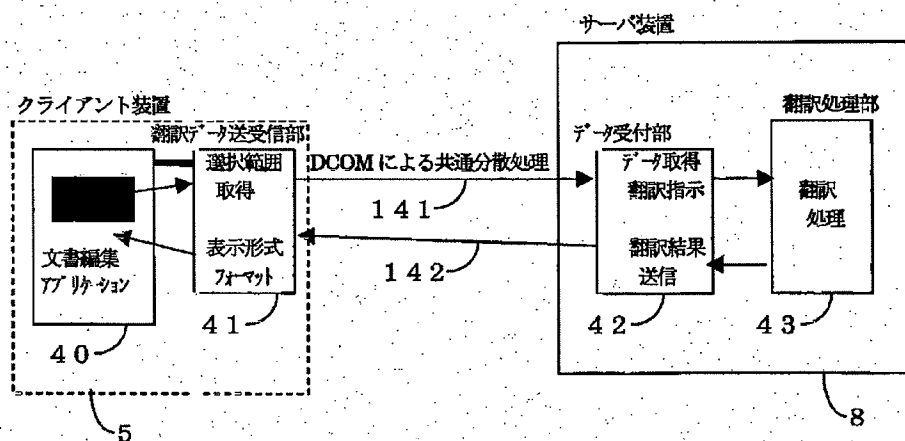 サーバ装置
クライアント装置
翻訳データ送受信部
データ受付部
翻訳処理部
選択範囲
取得
DCOMによる共通分散処理
データ取得
翻訳指示
翻訳
処理
141
文書編集
アプリケーション
表示形式
フォーマット
142
翻訳結果
送信
40
41
42
43
5
8